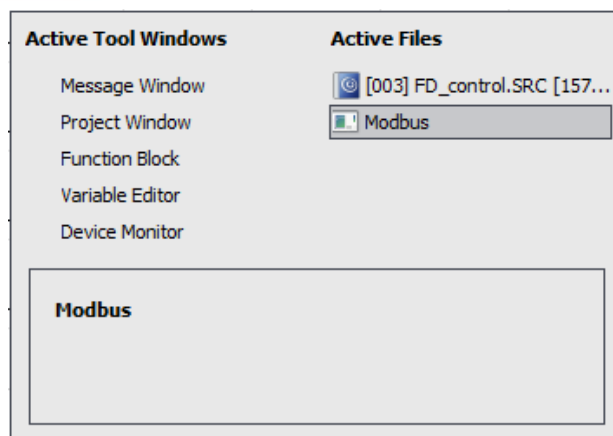 Active Tool Windows
Message Window
Project Window
Function Block
Variable Editor
Device Monitor
Active Files
[003] FD_control.SRC [157...
Modbus
Modbus